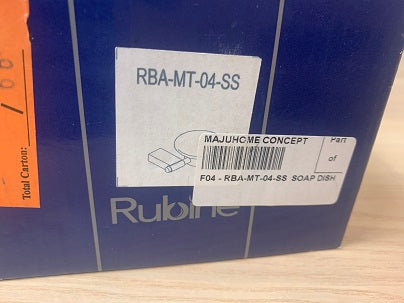 Total Carton:
RBA-MT-04-SS
MAJUHOME CONCEPT
Part
of
F04 - RBA-MT-04-SS SOAP DISH
Rubine